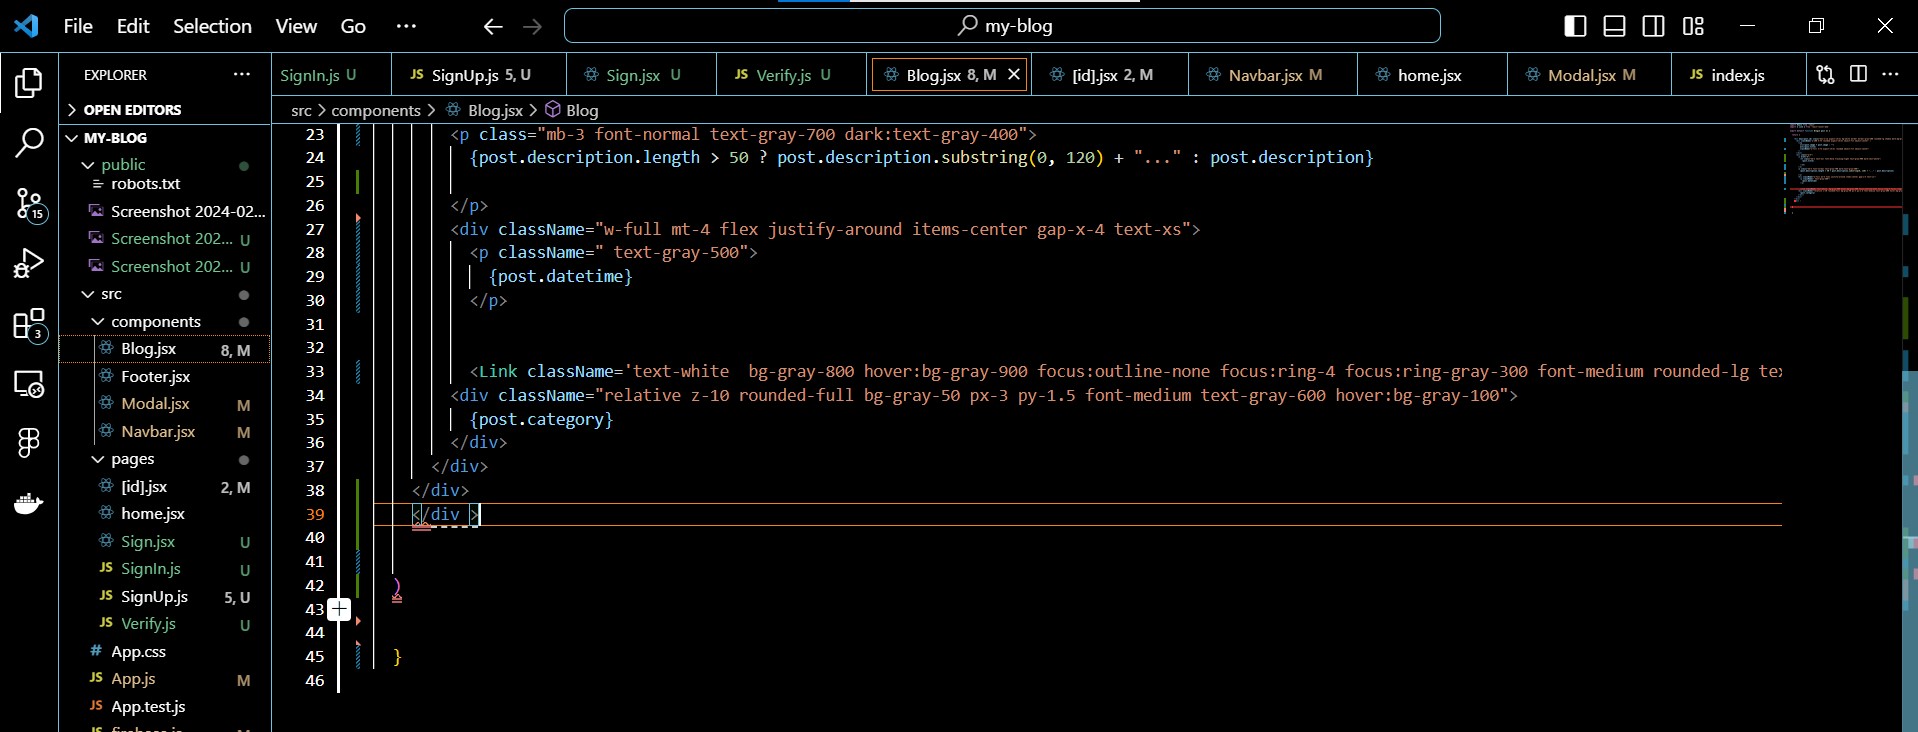 File Edit Selection View Go ··· my-blog
EXPLORER ···
SignIn.js U JS SignUp.js 5, U Sign.jsx U JS Verify.js U Blog.jsx 8, M [id].jsx 2, M Navbar.jsx M home.jsx Modal.jsx M JS index.js ···
OPEN EDITORS
src > components > Blog.jsx > Blog
MY-BLOG
public
robots.txt
Screenshot 2024-02...
Screenshot 202... U
Screenshot 202... U
src
components
Blog.jsx 8, M
Footer.jsx
Modal.jsx M
Navbar.jsx M
pages
[id].jsx 2, M
home.jsx
Sign.jsx U
JS SignIn.js U
JS SignUp.js 5, U
JS Verify.js U
# App.css
JS App.js M
JS App.test.js
15
3
23 <p class="mb-3 font-normal text-gray-700 dark:text-gray-400">
24 {post.description.length > 50 ? post.description.substring(0, 120) + "..." : post.description}
25
26 </p>
27 <div className="w-full mt-4 flex justify-around items-center gap-x-4 text-xs">
28 <p className=" text-gray-500">
29 {post.datetime}
30 </p>
31
32
33 <Link className='text-white  bg-gray-800 hover:bg-gray-900 focus:outline-none focus:ring-4 focus:ring-gray-300 font-medium rounded-lg te
34 <div className="relative z-10 rounded-full bg-gray-50 px-3 py-1.5 font-medium text-gray-600 hover:bg-gray-100">
35 {post.category}
36 </div>
37 </div>
38 </div>
39 </div >
40
41
42 )
43
44
45 }
46